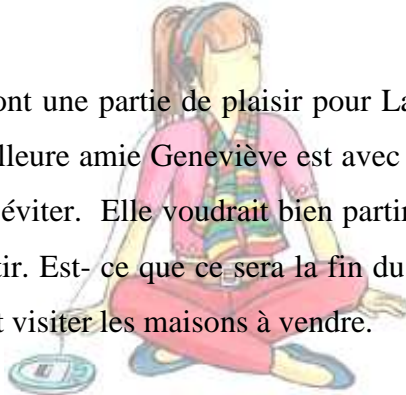 ont une partie de plaisir pour La
lleure amie Geneviève est avec
éviter. Elle voudrait bien partir
tir. Est- ce que ce sera la fin du
t visiter les maisons à vendre.